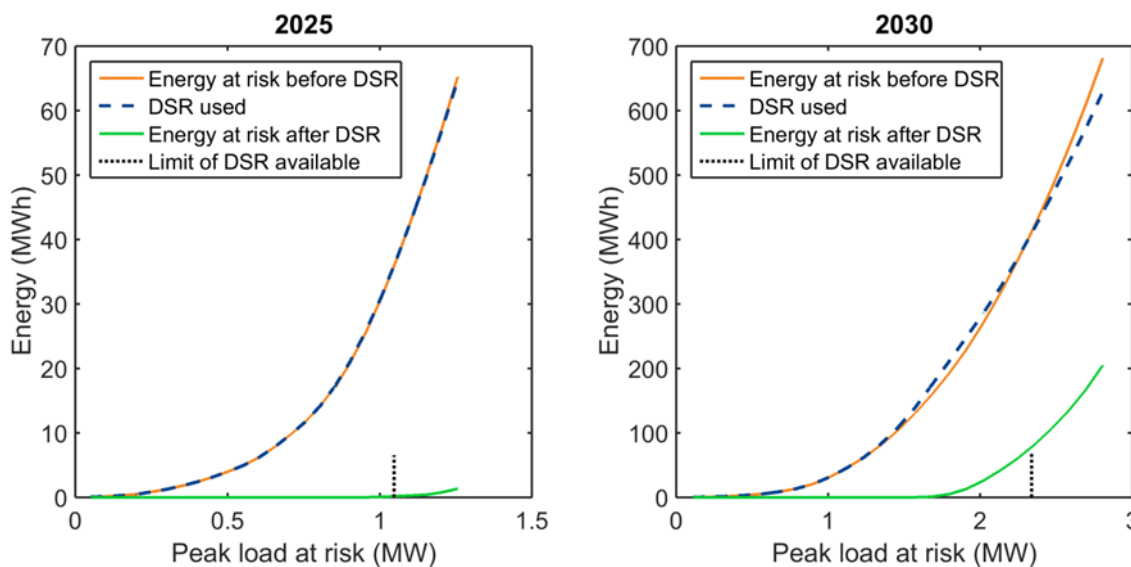 2025
70
60
50
40
30
20
10
0
Energy (MWh)
Energy at risk before DSR
DSR used
Energy at risk after DSR
Limit of DSR available
0
0.5
1
1.5
Peak load at risk (MW)
2030
700
600
500
400
300
200
100
0
Energy (MWh)
Energy at risk before DSR
DSR used
Energy at risk after DSR
Limit of DSR available
0
1
2
3
Peak load at risk (MW)